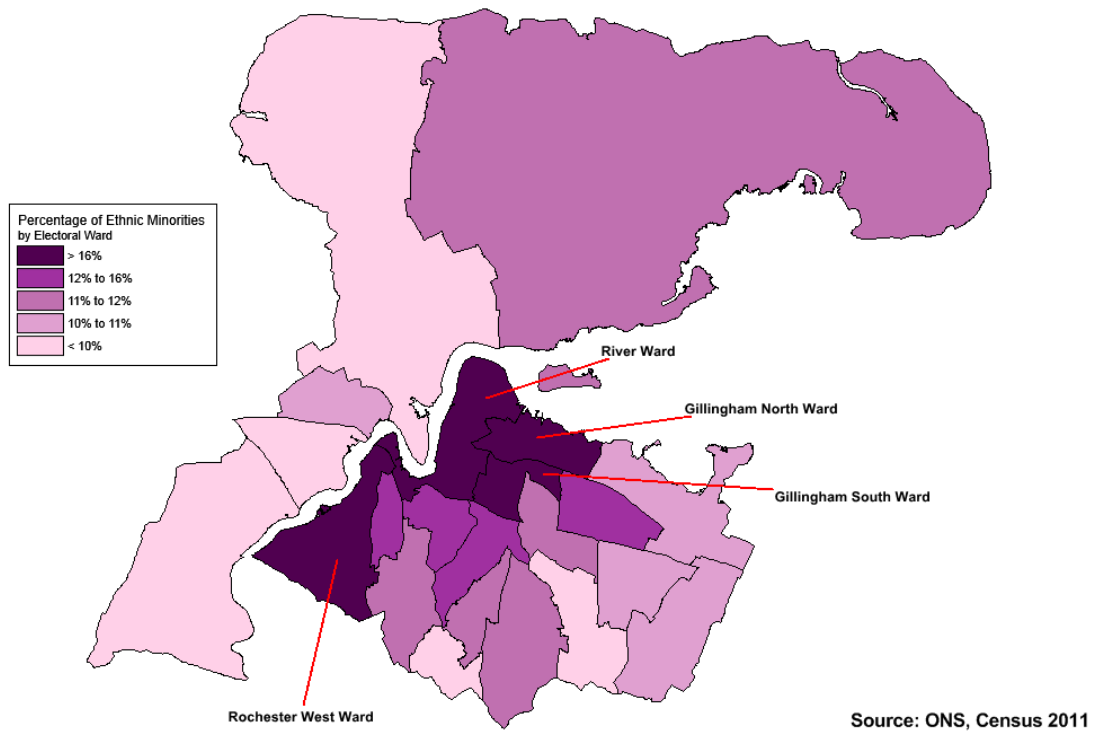 Percentage of Ethnic Minorities
by Electoral Ward
> 16%
12% to 16%
11% to 12%
10% to 11%
< 10%
River Ward
Gillingham North Ward
Gillingham South Ward
Rochester West Ward
Source: ONS, Census 2011